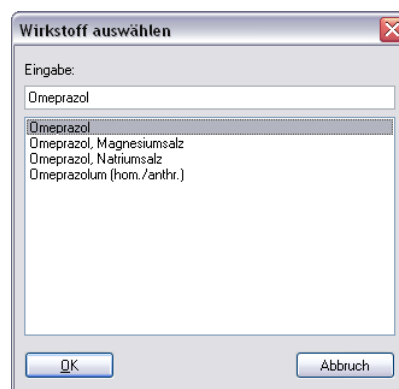 Wirkstoff auswählen
Eingabe:
Omeprazol
Omeprazol
Omeprazol, Magnesiumsalz
Omeprazol, Natriumsalz
Omeprazolum (hom./anthr.)
OK
Abbruch